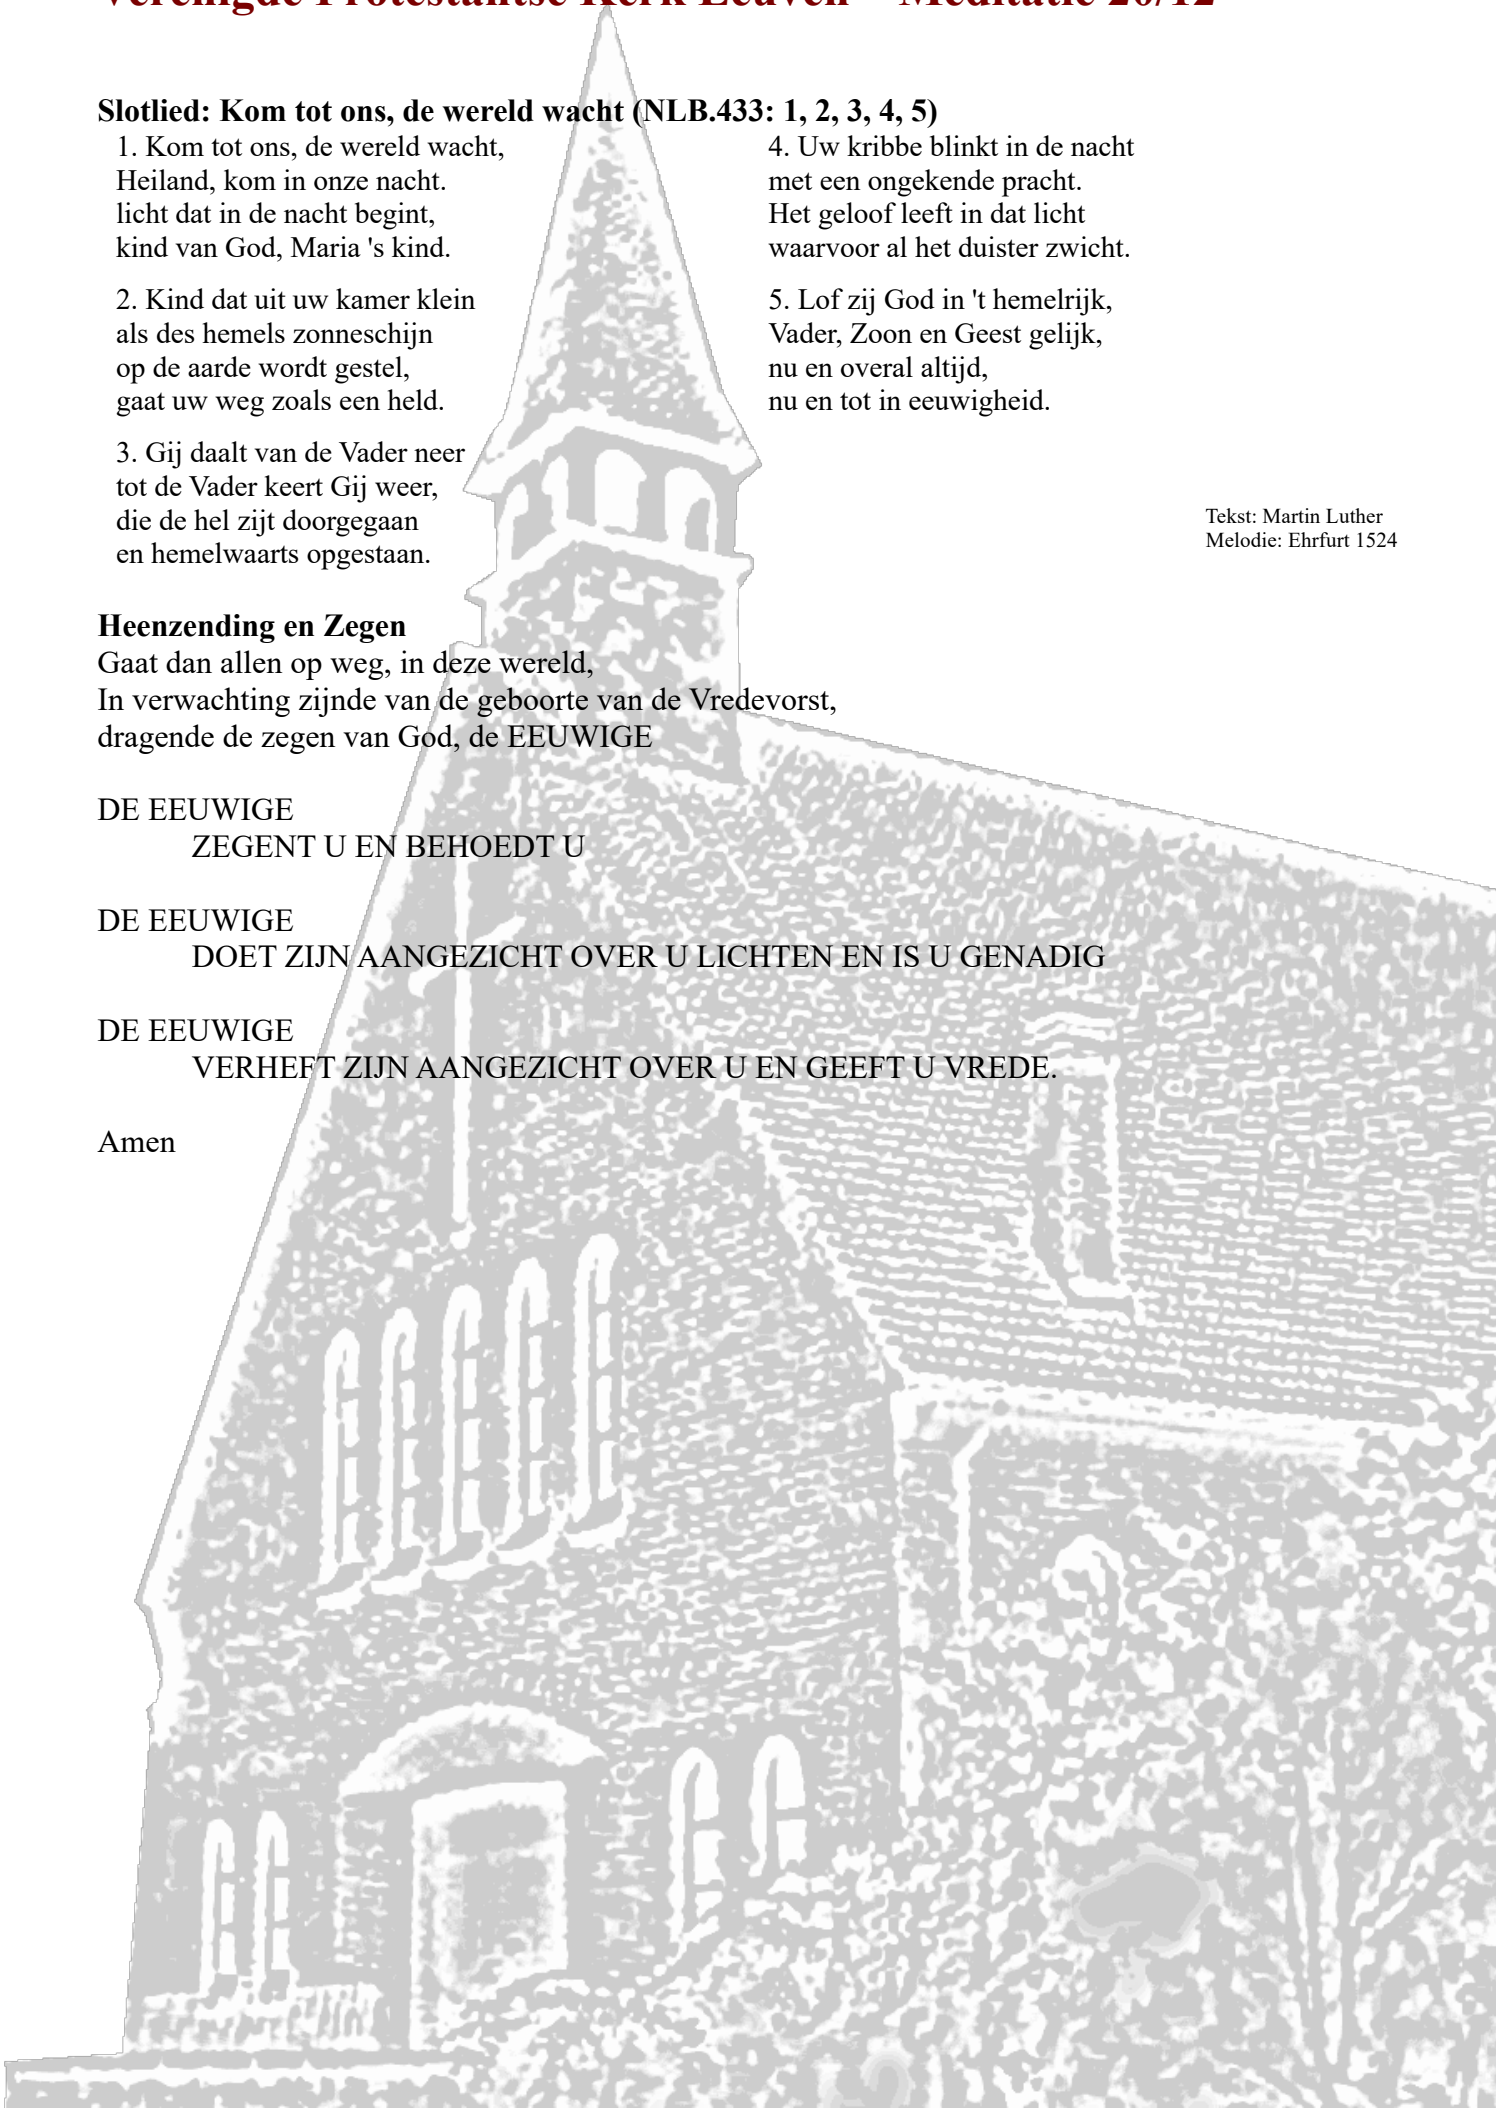 Verenigde Protestantse Kerk Leuven – Meditatie 20/12
Slotlied: Kom tot ons, de wereld wacht (NLB.433: 1, 2, 3, 4, 5)
1. Kom tot ons, de wereld wacht,
Heiland, kom in onze nacht.
licht dat in de nacht begint,
kind van God, Maria 's kind.
2. Kind dat uit uw kamer klein
als des hemels zonneschijn
op de aarde wordt gestel,
gaat uw weg zoals een held.
3. Gij daalt van de Vader neer
tot de Vader keert Gij weer,
die de hel zijt doorgegaan
en hemelwaarts opgestaan.
4. Uw kribbe blinkt in de nacht
met een ongekende pracht.
Het geloof leeft in dat licht
waarvoor al het duister zwicht.
5. Lof zij God in 't hemelrijk,
Vader, Zoon en Geest gelijk,
nu en overal altijd,
nu en tot in eeuwigheid.
Tekst: Martin Luther
Melodie: Ehrfurt 1524
Heenzending en Zegen
Gaat dan allen op weg, in deze wereld,
In verwachting zijnde van de geboorte van de Vredevorst,
dragende de zegen van God, de EEUWIGE
DE EEUWIGE
ZEGENT U EN BEHOEDT U
DE EEUWIGE
DOET ZIJN AANGEZICHT OVER U LICHTEN EN IS U GENADIG
DE EEUWIGE
VERHEFT ZIJN AANGEZICHT OVER U EN GEEFT U VREDE.
Amen